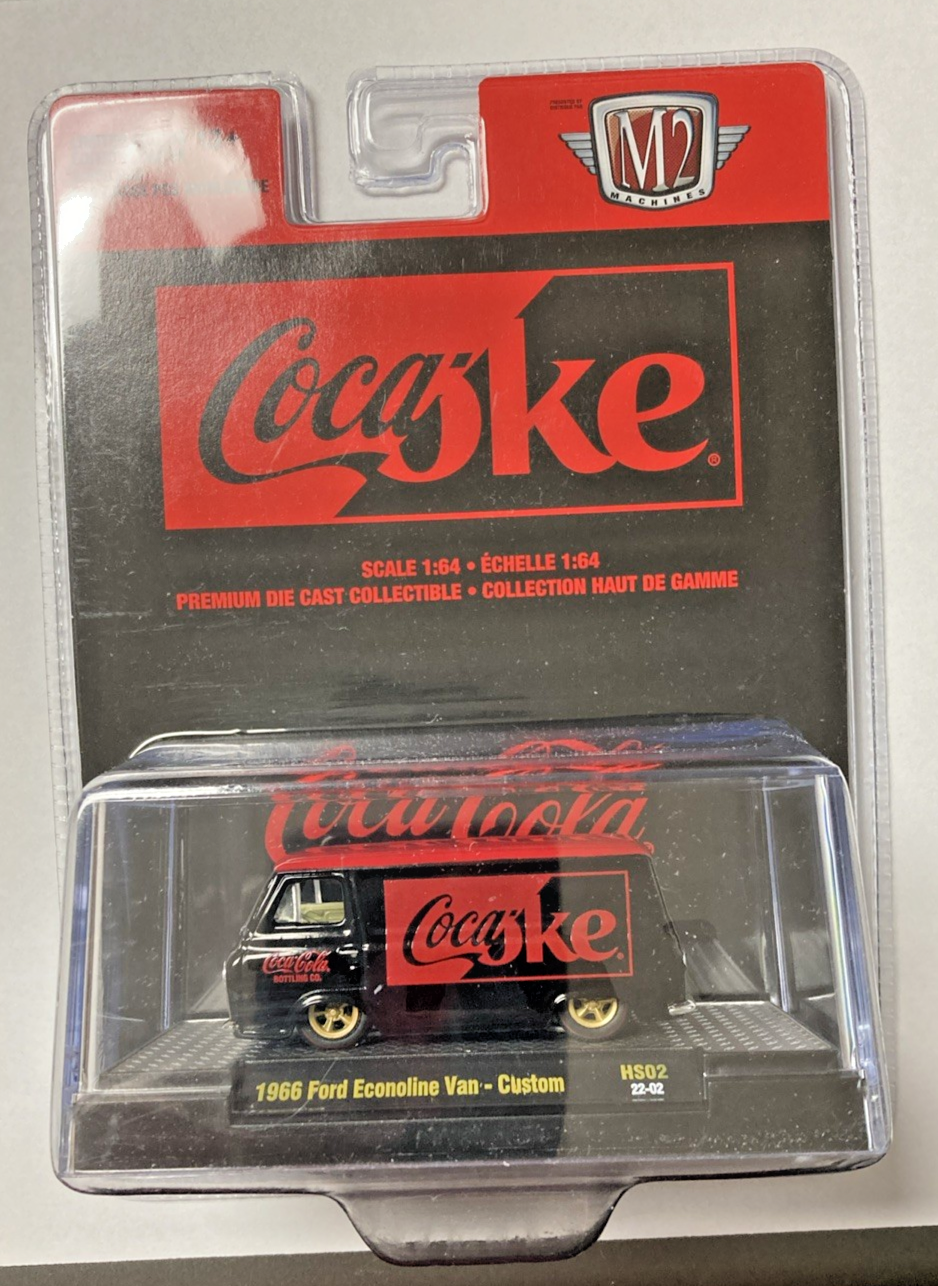 M2
MACHINES
Coca Coke®
SCALE 1:64 • ÉCHELLE 1:64
PREMIUM DIE CAST COLLECTIBLE • COLLECTION HAUT DE GAMME
Coca-Cola
Coca Coke
Coca-Cola
BOTTLING CO.
1966 Ford Econoline Van - Custom
HS02
22-02